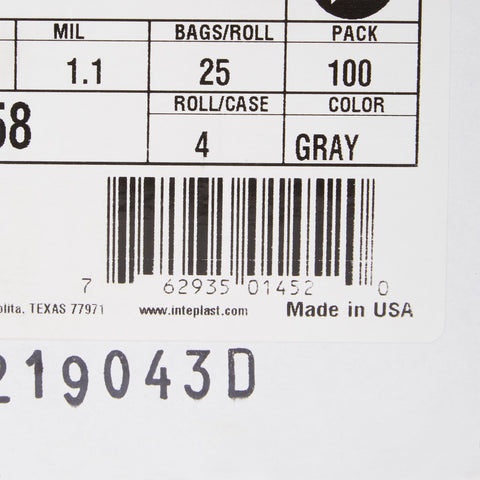 MIL BAGS/ROLL PACK
1.1 25 100
58 ROLL/CASE COLOR
4 GRAY
7 62935 01452 0
olita, TEXAS 77971 www.inteplast.com Made in USA
219043D